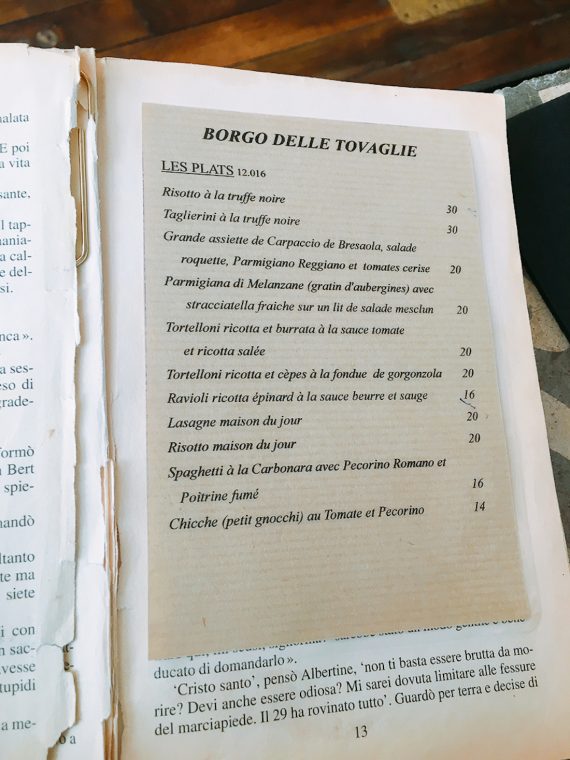 alata
E poi
a vita
sante,
l tap-
nania-
a cal-
e del-
si.
nca ».
a ses-
eso di
grade-
formò
n Bert
spie-
nandò
ltanto
te ma
siete
i con
n sac-
vesse
tupidi
a me-
o a
BORGO DELLE TOVAGLIE
LES PLATS 12.016
Risotto à la truffe noire 30
Taglierini à la truffe noire 30
Grande assiette de Carpaccio de Bresaola, salade
roquette, Parmigiano Reggiano et tomates cerise 20
Parmigiana di Melanzane (gratin d'aubergines) avec
stracciatella fraiche sur un lit de salade mesclun 20
Tortelloni ricotta et burrata à la sauce tomate
et ricotta salée 20
Tortelloni ricotta et cèpes à la fondue de gorgonzola 20
Ravioli ricotta épinard à la sauce beurre et sauge 16
Lasagne maison du jour 20
Risotto maison du jour 20
Spaghetti à la Carbonara avec Pecorino Romano et
Poitrine fumé 16
Chicche (petit gnocchi) au Tomate et Pecorino 14
ducato di domandarlo ».
'Cristo santo', pensò Albertine, 'non ti basta essere brutta da mo-
rire? Devi anche essere odiosa? Mi sarei dovuta limitare alle fessure
del marciapiede. Il 29 ha rovinato tutto'. Guardò per terra e decise di
13